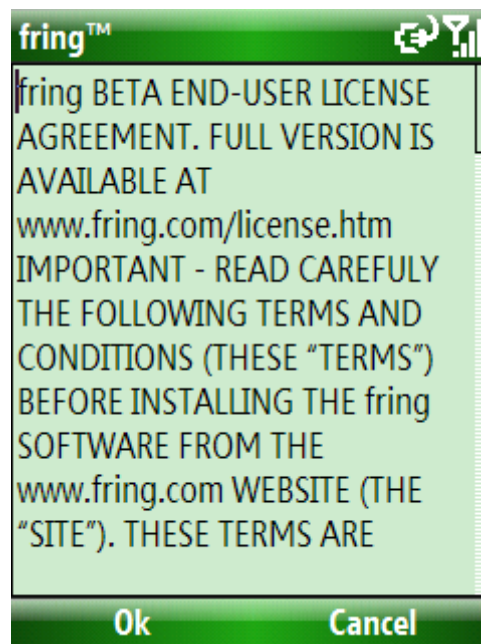 fring™
fring BETA END-USER LICENSE
AGREEMENT. FULL VERSION IS
AVAILABLE AT
www.fring.com/license.htm
IMPORTANT - READ CAREFULY
THE FOLLOWING TERMS AND
CONDITIONS (THESE “TERMS”)
BEFORE INSTALLING THE fring
SOFTWARE FROM THE
www.fring.com WEBSITE (THE
“SITE”). THESE TERMS ARE
Ok Cancel